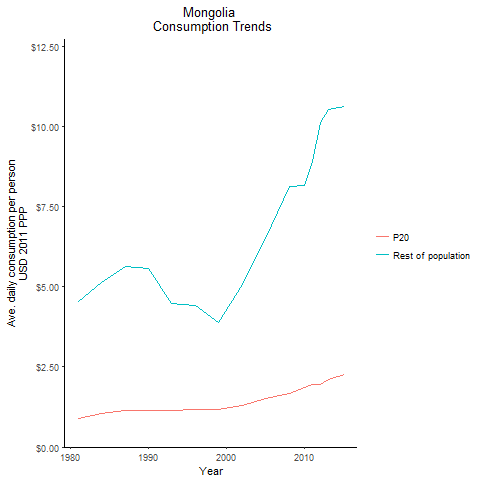 Mongolia
Consumption Trends
$12.50
$10.00
$7.50
$5.00
$2.50
$0.00
Ave. daily consumption per person
USD 2011 PPP
1980
1990
2000
2010
Year
P20
Rest of population